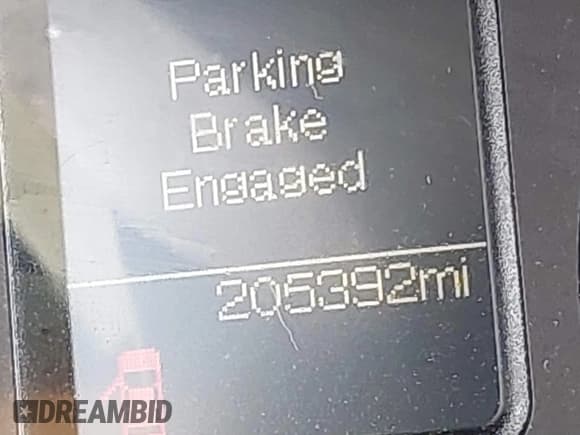 Parking
Brake
Engaged
205392mi
DREAMBID